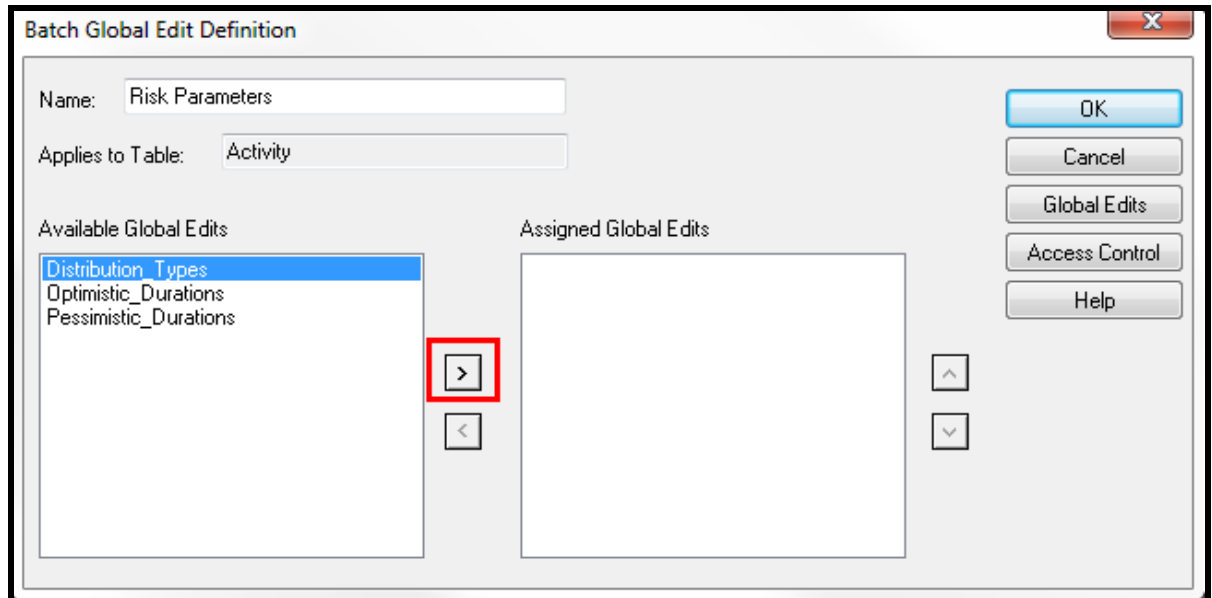 Batch Global Edit Definition
X
Name: Risk Parameters
OK
Applies to Table: Activity
Cancel
Global Edits
Available Global Edits
Assigned Global Edits
Access Control
Distribution_Types
Optimistic_Durations
Pessimistic_Durations
Help
>
<